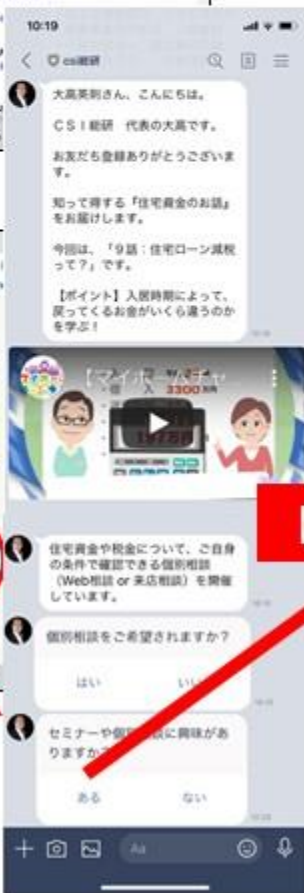 10:19
csi総研
大高英則さん、こんにちは。
CSI総研 代表の大高です。
お友だち登録ありがとうございま
す。
知って得する『住宅資金のお話』
をお届けします。
今回は、「9話：住宅ローン減税
って？」です。
【ポイント】入居時期によって、
戻ってくるお金がいくら違うのか
を学ぶ！
3300
住宅資金や税金について、ご自身
の条件で確認できる個別相談
（Web相談 or 来店相談）を開催
しています。
個別相談をご希望されますか？
はい
セミナーや個
談に興味があ
りますか
ある
ない
Aa